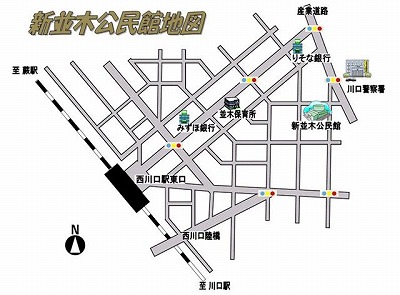 新並木公民館地図
産業道路
りそな銀行
至 蕨駅
川口警察署
並木保育所
みずほ銀行
新並木公民館
西川口駅東口
西川口陸橋
N
至 川口駅